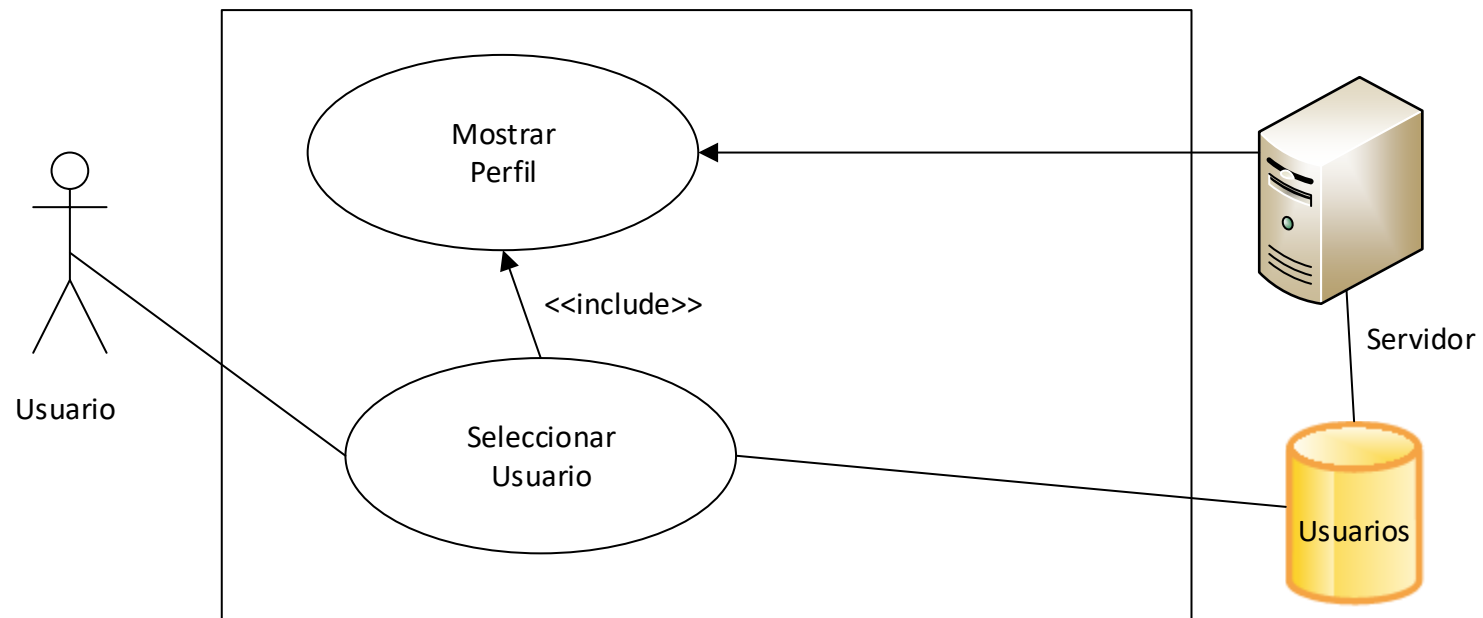 Mostrar
Perfil
<<include>>
Servidor
Usuario
Seleccionar
Usuario
Usuarios